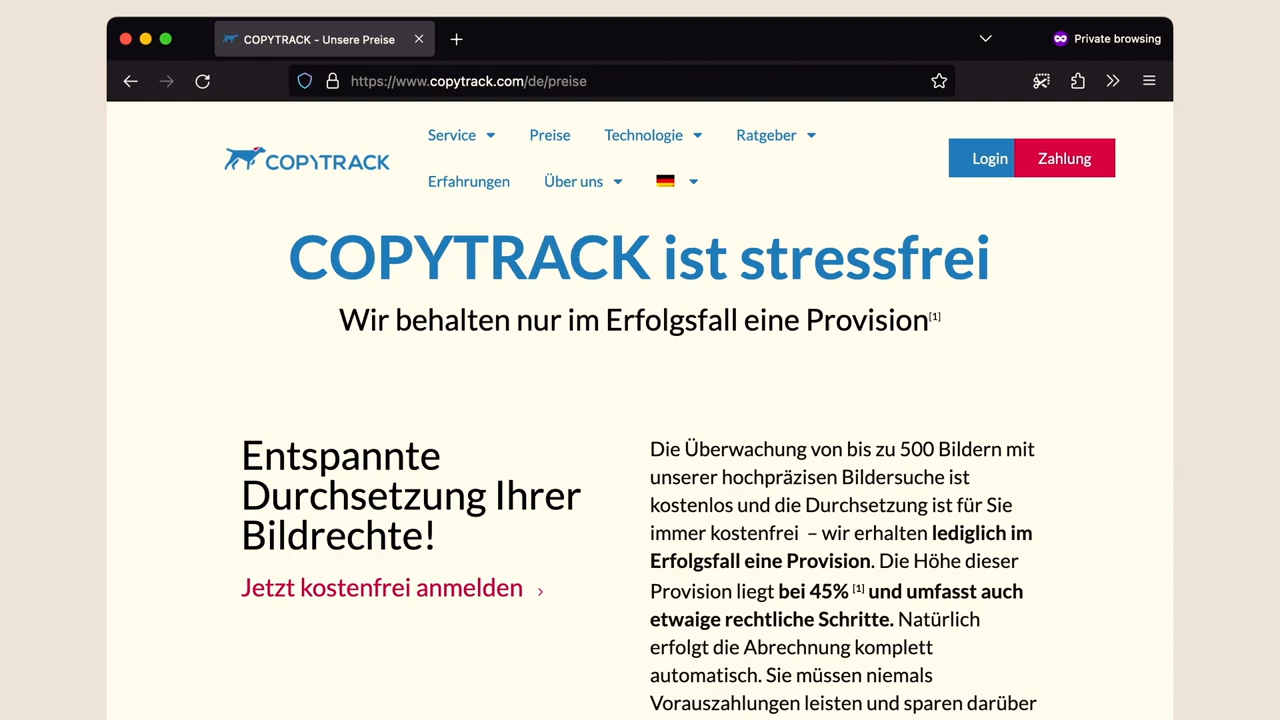 COPYTRACK - Unsere Preise
Private browsing
https://www.copytrack.com/de/preise
COPYTRACK
Service
Preise
Technologie
Ratgeber
Erfahrungen
Über uns
Login
Zahlung
COPYTRACK ist stressfrei
Wir behalten nur im Erfolgsfall eine Provision[1]
Entspannte
Durchsetzung Ihrer
Bildrechte!
Jetzt kostenfrei anmelden
Die Überwachung von bis zu 500 Bildern mit
unserer hochpräzisen Bildersuche ist
kostenlos und die Durchsetzung ist für Sie
immer kostenfrei – wir erhalten lediglich im
Erfolgsfall eine Provision. Die Höhe dieser
Provision liegt bei 45% [1] und umfasst auch
etwaige rechtliche Schritte. Natürlich
erfolgt die Abrechnung komplett
automatisch. Sie müssen niemals
Vorauszahlungen leisten und sparen darüber